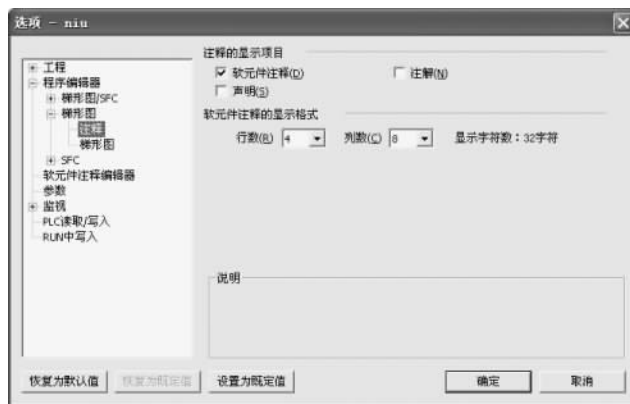 选项 - niu
工程
程序编辑器
梯形图/SFC
梯形图
注释
梯形图
SFC
软元件注释编辑器
参数
监视
PLC读取/写入
RUN中写入
注释的显示项目
软元件注释(D) 注解(N)
声明(S)
软元件注释的显示格式
行数(R) 4 列数(C) 8 显示字符数：32字符
说明
恢复为默认值 恢复为既定值 设置为既定值 确定 取消